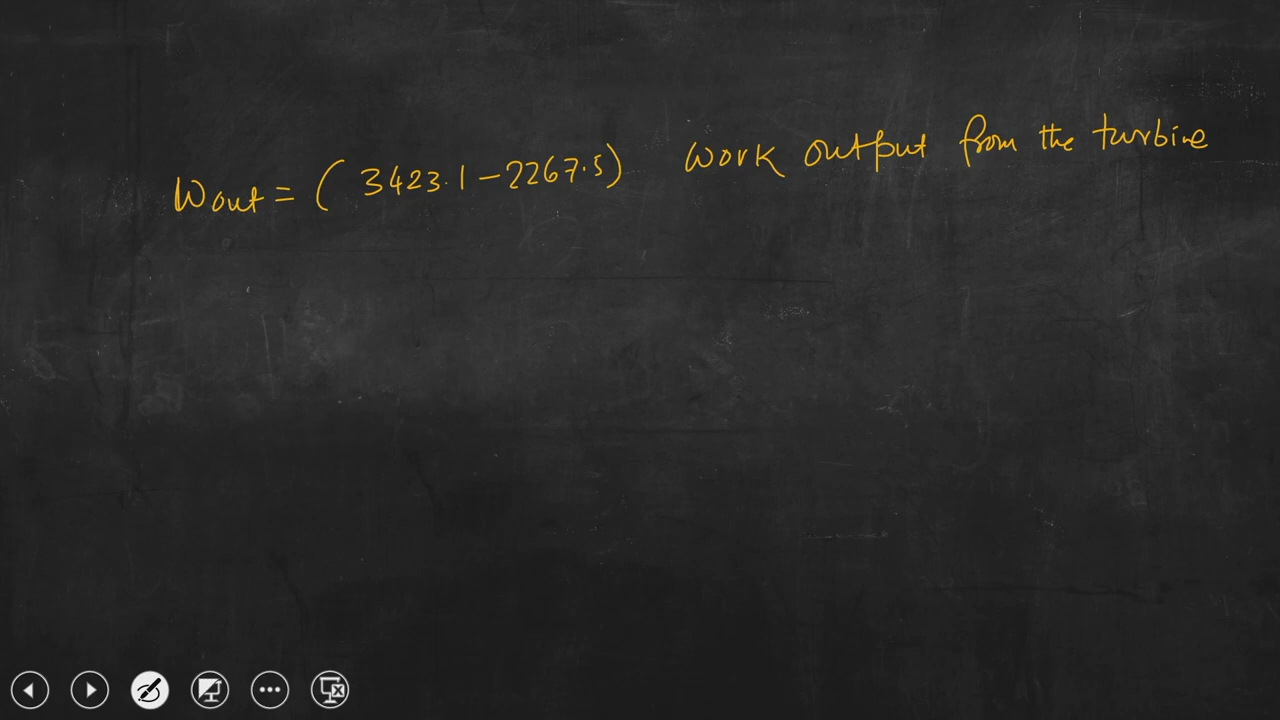 Wout = ( 3423.1 - 2267.5) work output from the turbine